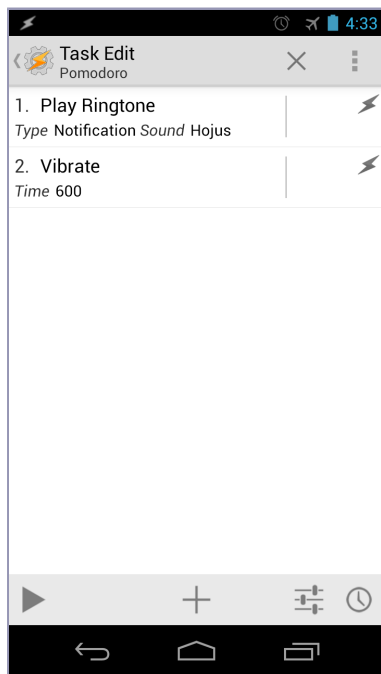 4:33
Task Edit
Pomodoro
1. Play Ringtone
Type Notification Sound Hojus
2. Vibrate
Time 600